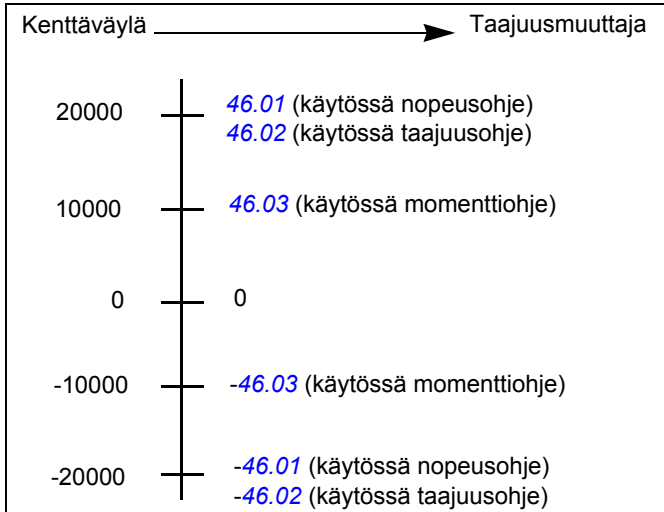 Kenttäväylä Taajuusmuuttaja
20000 46.01 (käytössä nopeusohje)
46.02 (käytössä taajuusohje)
10000 46.03 (käytössä momenttiohje)
0 0
-10000 -46.03 (käytössä momenttiohje)
-20000 -46.01 (käytössä nopeusohje)
-46.02 (käytössä taajuusohje)